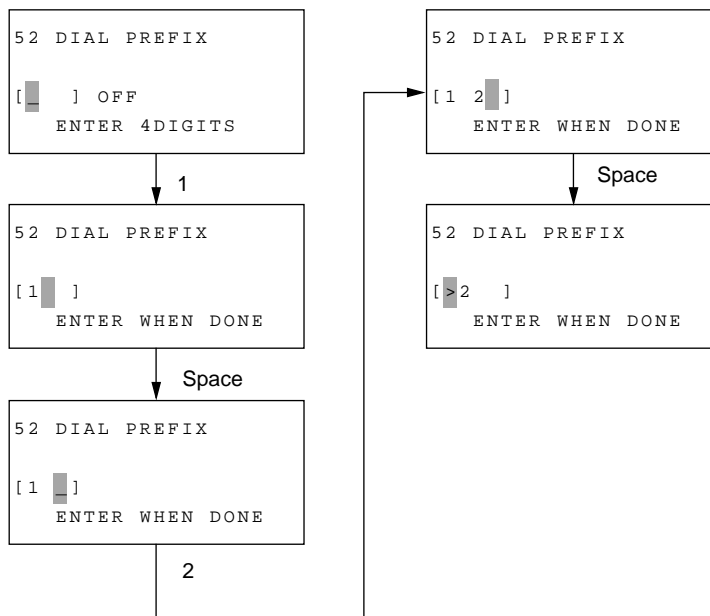 52 DIAL PREFIX
[_ ] OFF
ENTER 4DIGITS
1
52 DIAL PREFIX
[1 ]
ENTER WHEN DONE
Space
52 DIAL PREFIX
[1 _]
ENTER WHEN DONE
2
52 DIAL PREFIX
[1 2 ]
ENTER WHEN DONE
Space
52 DIAL PREFIX
[>2 ]
ENTER WHEN DONE